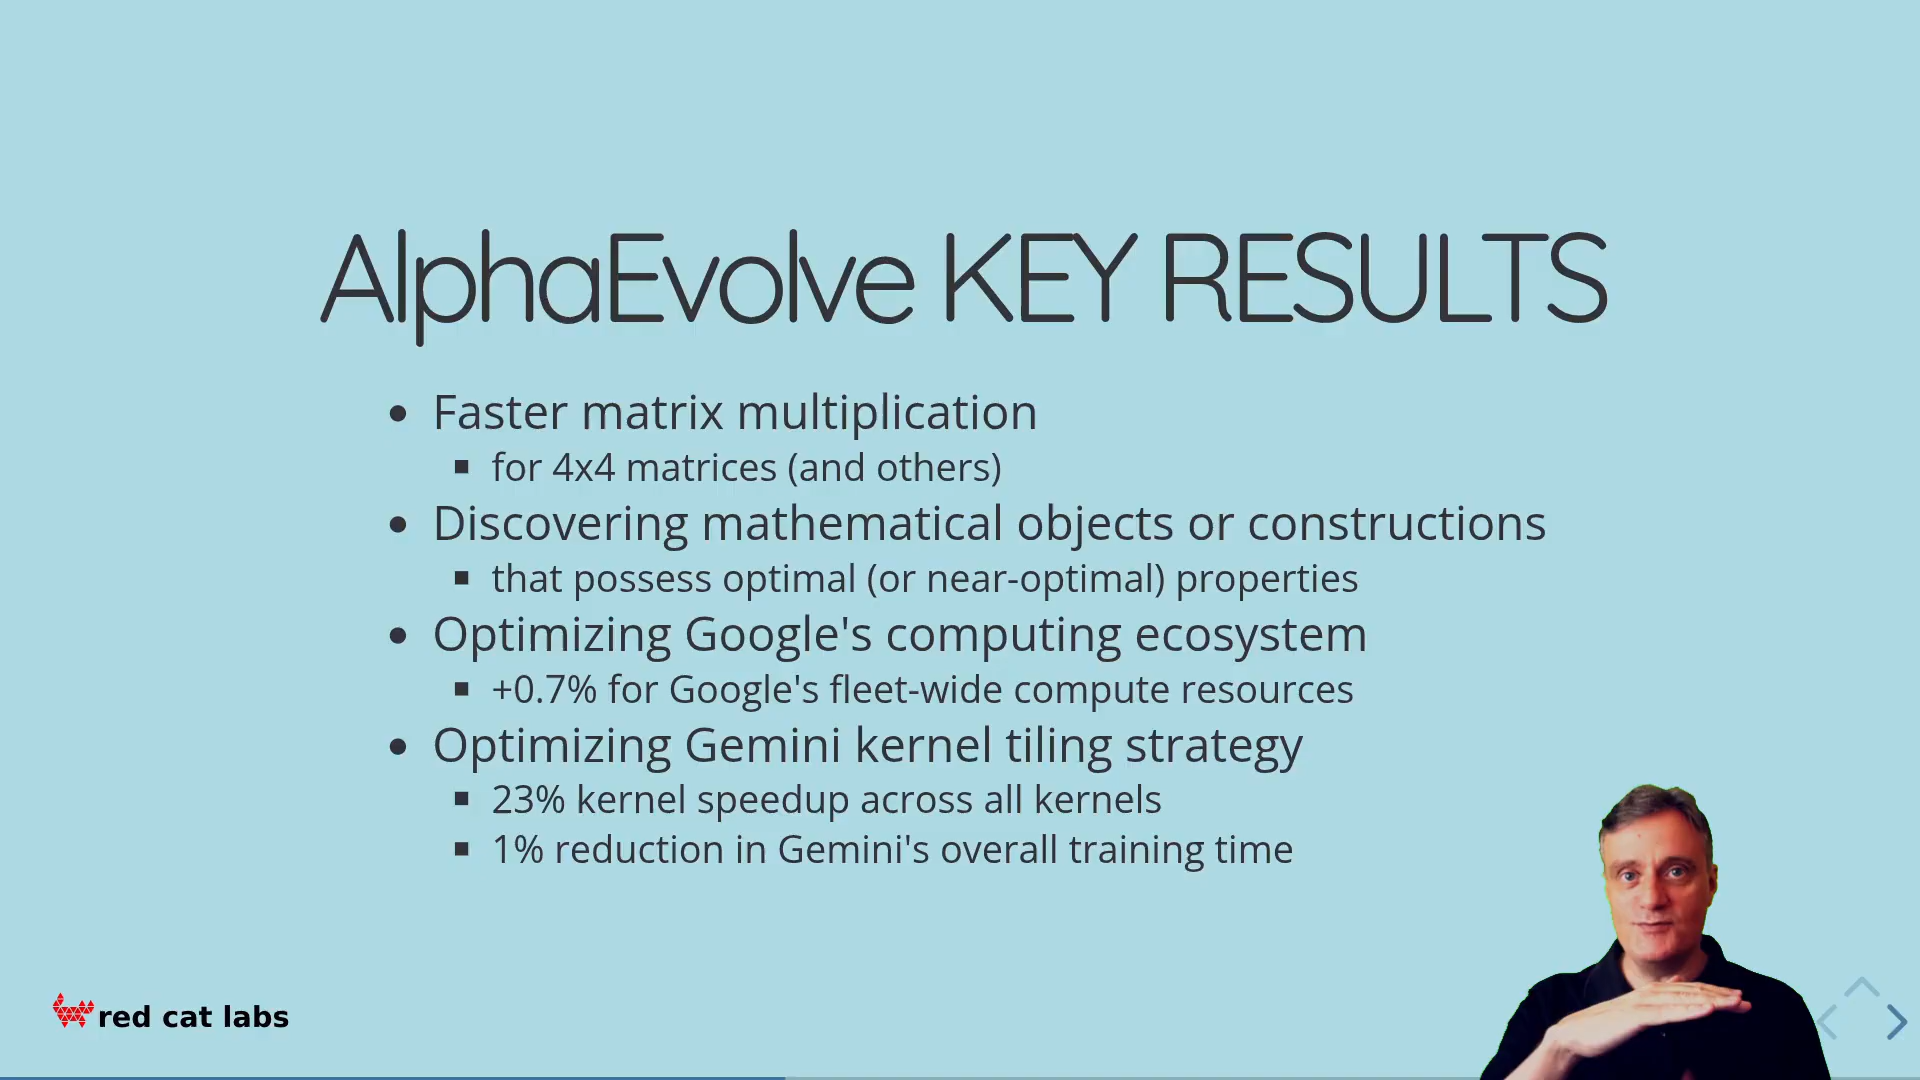 AlphaEvolve KEY RESULTS
Faster matrix multiplication
for 4x4 matrices (and others)
Discovering mathematical objects or constructions
that possess optimal (or near-optimal) properties
Optimizing Google's computing ecosystem
+0.7% for Google's fleet-wide compute resources
Optimizing Gemini kernel tiling strategy
23% kernel speedup across all kernels
1% reduction in Gemini's overall training time
red cat labs